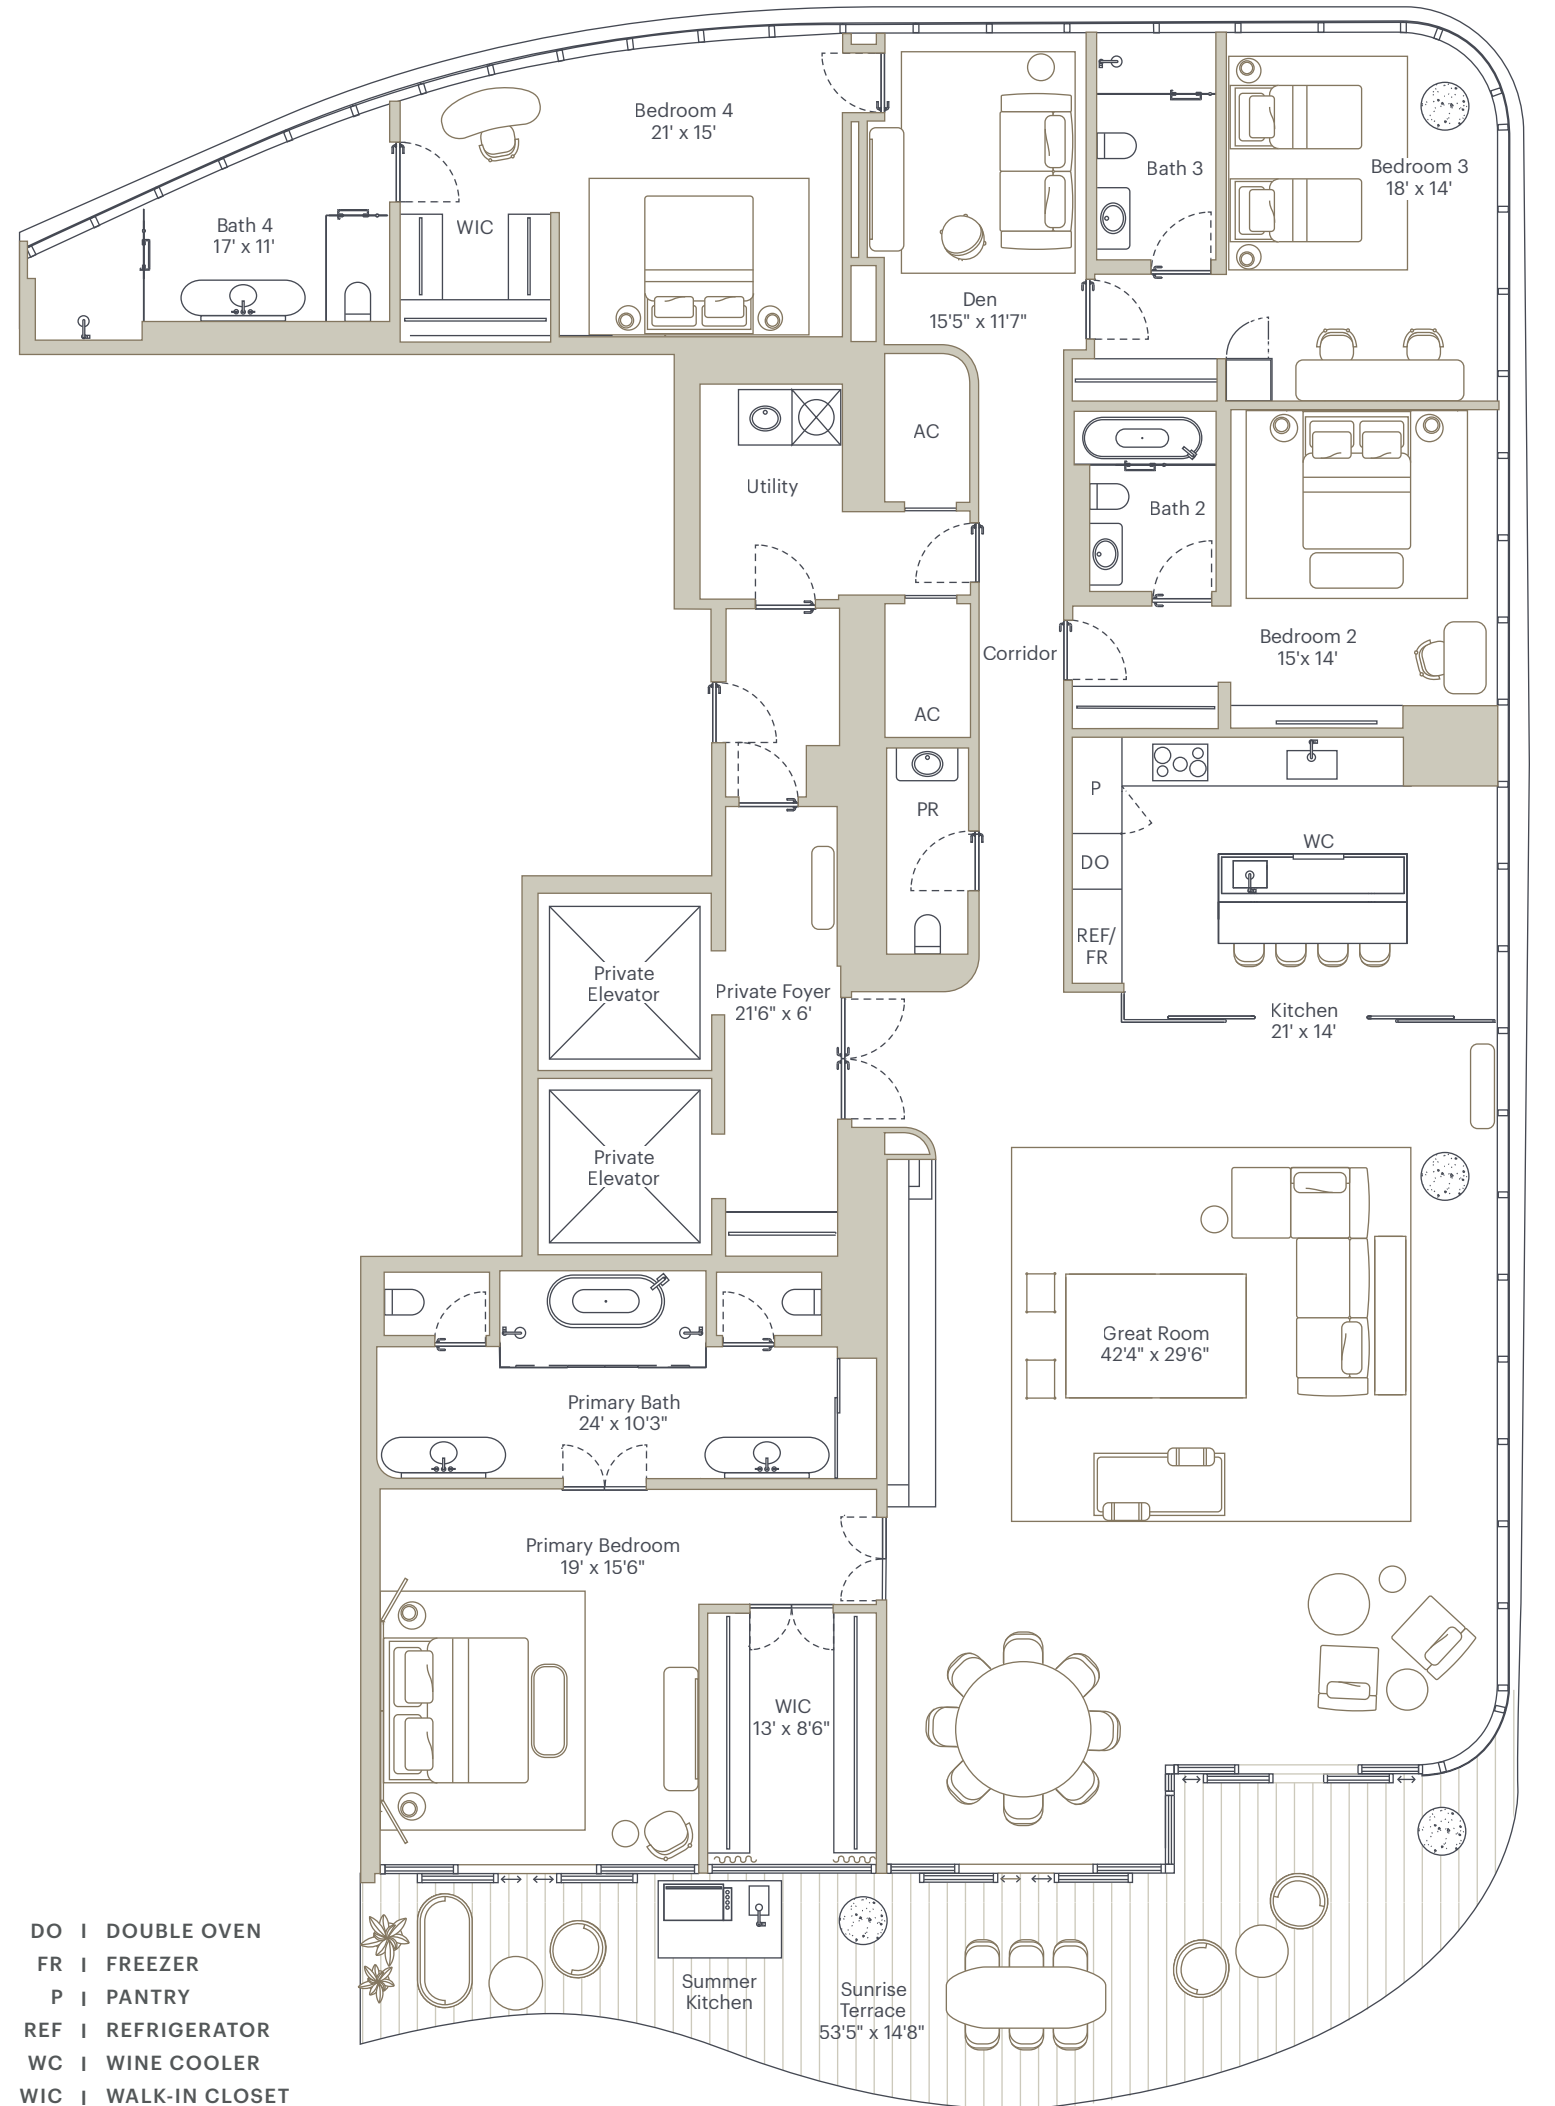 Bedroom 4
21' x 15'
Bath 4
17' x 11'
WIC
Den
15'5" x 11'7"
Bath 3
Bedroom 3
18' x 14'
Utility
AC
Bath 2
Bedroom 2
15'x 14'
Corridor
AC
PR
P
DO
REF/
FR
WC
Kitchen
21' x 14'
Private
Elevator
Private Foyer
21'6" x 6'
Private
Elevator
Great Room
42'4" x 29'6"
Primary Bath
24' x 10'3"
Primary Bedroom
19' x 15'6"
WIC
13' x 8'6"
Summer
Kitchen
Sunrise
Terrace
53'5" x 14'8"
DO | DOUBLE OVEN
FR | FREEZER
P | PANTRY
REF | REFRIGERATOR
WC | WINE COOLER
WIC | WALK-IN CLOSET